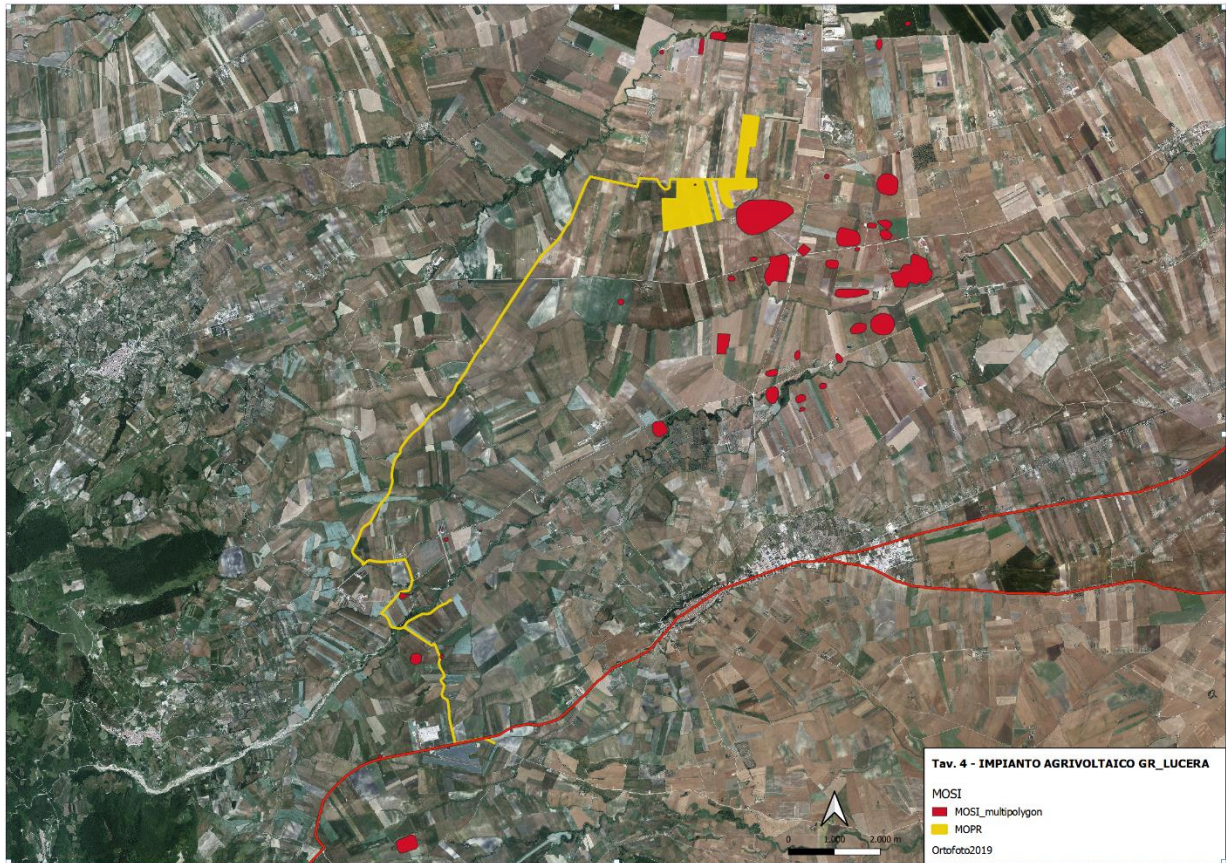 Tav. 4 - IMPIANTO AGRIVOLTAICO GR_LUCERA
MOSI
MOSI_multipolygon
MOPR
Ortofoto2019
0 1.000 2.000 m